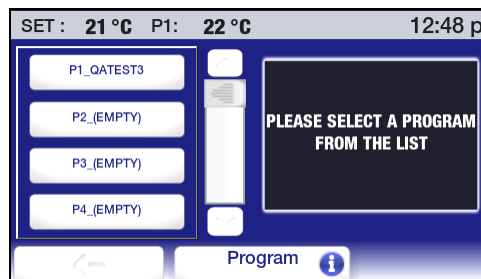 SET : 21 °C P1: 22 °C 12:48 p
P1_QATEST3
P2_(EMPTY)
P3_(EMPTY)
P4_(EMPTY)
PLEASE SELECT A PROGRAM
FROM THE LIST
Program i